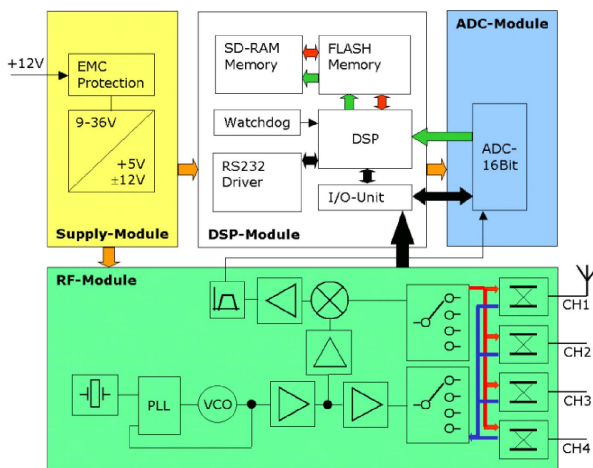 +12V
EMC
Protection
9-36V
+5V
±12V
Supply-Module
SD-RAM
Memory
FLASH
Memory
Watchdog
DSP
RS232
Driver
I/O-Unit
DSP-Module
ADC-Module
ADC-
16Bit
RF-Module
PLL
VCO
CH1
CH2
CH3
CH4